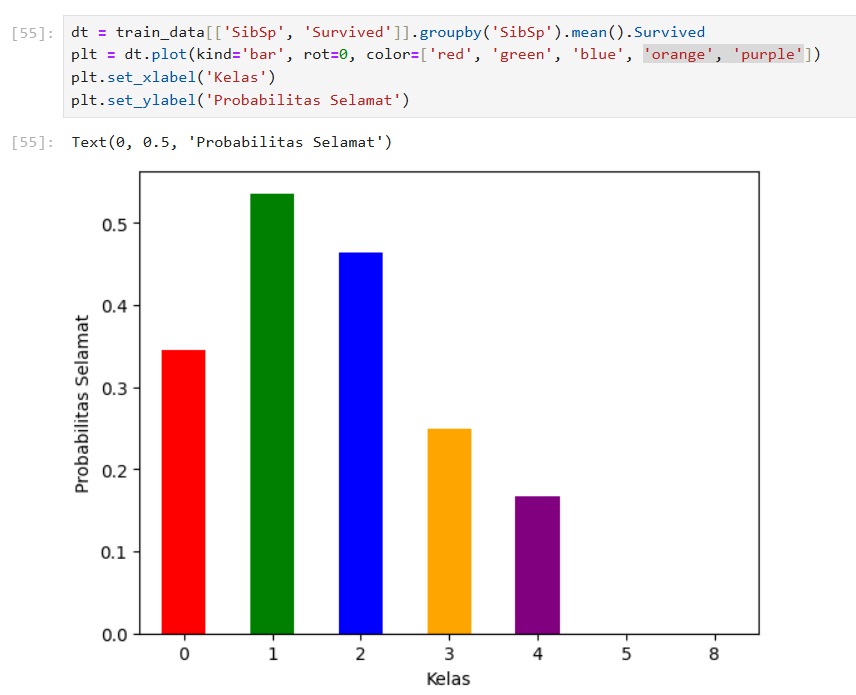 [55]: dt = train_data[['SibSp', 'Survived']].groupby('SibSp').mean().Survived
plt = dt.plot(kind='bar', rot=0, color=['red', 'green', 'blue', 'orange', 'purple'])
plt.set_xlabel('Kelas')
plt.set_ylabel('Probabilitas Selamat')
[55]: Text(0, 0.5, 'Probabilitas Selamat')
Probabilitas Selamat
0.5
0.4
0.3
0.2
0.1
0.0
0 1 2 3 4 5 8
Kelas